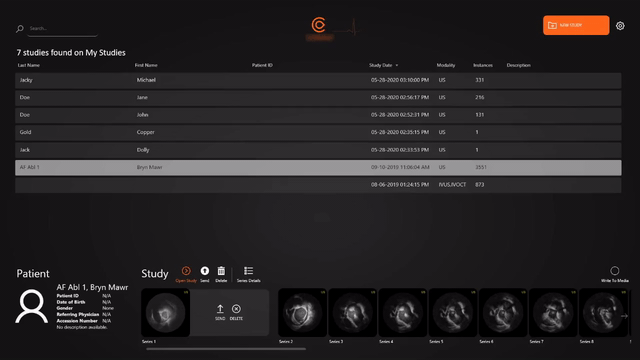 Search...
NEW STUDY
7 studies found on My Studies
Last Name First Name Patient ID Study Date Modality Instances Description
Jacky Michael 05-28-2020 03:10:00 PM US 331
Doe Jane 05-28-2020 02:56:17 PM US 216
Doe John 05-28-2020 02:52:31 PM US 131
Gold Copper 05-28-2020 02:35:15 PM US 1
Jack Dolly 05-28-2020 02:33:53 PM US 1
AF Abl 1 Bryn Mawr 09-10-2019 11:06:04 AM US 3551
08-06-2019 01:24:15 PM IVUS,IVOCT 873
Patient
AF Abl 1, Bryn Mawr
Patient ID N/A
Date of Birth N/A
Gender None
Referring Physician N/A
Accession Number N/A
No description available.
Study
Open Study Send Delete Series Details
Write To Media
SEND DELETE
Series 1 Series 2 Series 3 Series 4 Series 5 Series 6 Series 7 Series 8